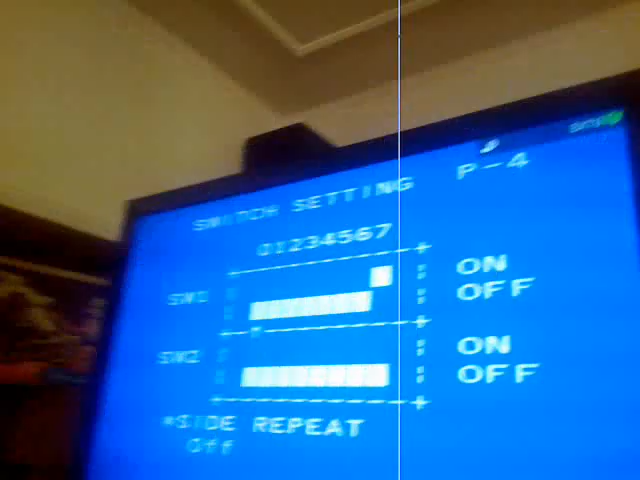 SWITCH SETTING P-4
01234567
SW1 ON
OFF
SW2 ON
OFF
*SIDE REPEAT
Off